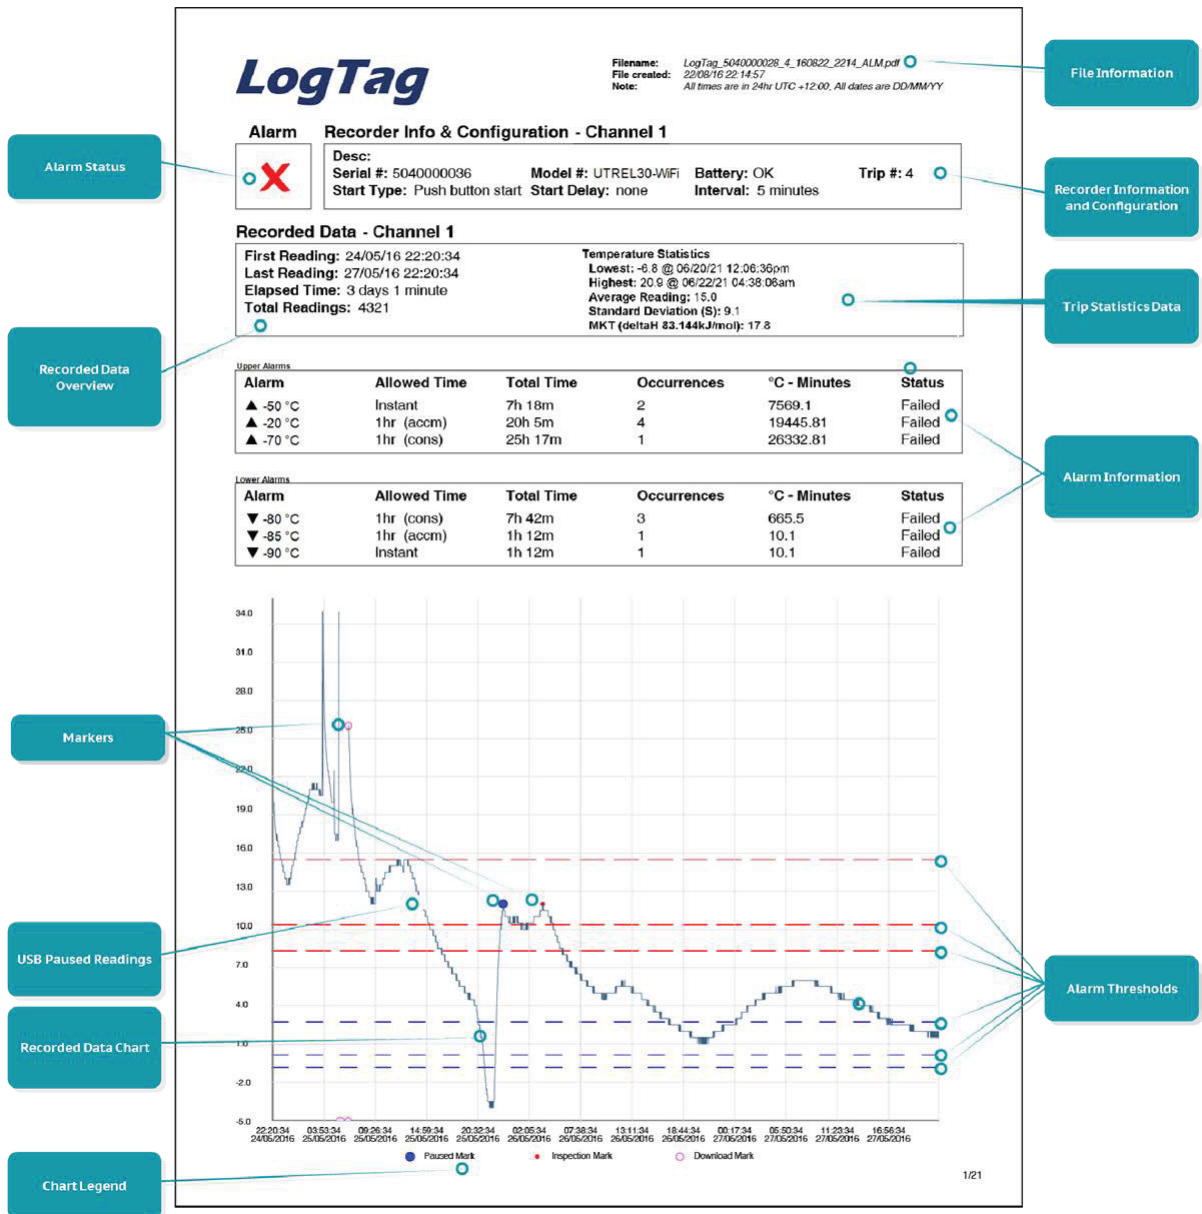 LogTag
Filename: LogTag_5040000028_4_160822_2214_ALM.pdf
File created: 22/08/16 22:14:57
Note: All times are in 24hr UTC +12:00, All dates are DD/MM/YY
File Information
Alarm
Recorder Info & Configuration - Channel 1
Alarm Status
Desc:
Serial #: 5040000036 Model #: UTREL30-WiFi Battery: OK Trip #: 4
Start Type: Push button start Start Delay: none Interval: 5 minutes
Recorder Information
and Configuration
Recorded Data - Channel 1
First Reading: 24/05/16 22:20:34
Last Reading: 27/05/16 22:20:34
Elapsed Time: 3 days 1 minute
Total Readings: 4321
Temperature Statistics
Lowest: -6.8 @ 06/20/21 12:06:36pm
Highest: 20.9 @ 06/22/21 04:38:06am
Average Reading: 15.0
Standard Deviation (S): 9.1
MKT (deltaH 83.144kJ/mol): 17.8
Trip Statistics Data
Recorded Data
Overview
Upper Alarms
Alarm Allowed Time Total Time Occurrences °C - Minutes Status
▲ -50 °C Instant 7h 18m 2 7569.1 Failed
▲ -20 °C 1hr (accm) 20h 5m 4 19445.81 Failed
▲ -70 °C 1hr (cons) 25h 17m 1 26332.81 Failed
Alarm Information
Lower Alarms
Alarm Allowed Time Total Time Occurrences °C - Minutes Status
▼ -80 °C 1hr (cons) 7h 42m 3 665.5 Failed
▼ -85 °C 1hr (accm) 1h 12m 1 10.1 Failed
▼ -90 °C Instant 1h 12m 1 10.1 Failed
34.0
31.0
28.0
25.0
22.0
19.0
16.0
13.0
10.0
7.0
4.0
1.0
-2.0
-5.0
Markers
USB Paused Readings
Recorded Data Chart
Alarm Thresholds
22:20:34 03:53:34 09:26:34 14:59:34 20:32:34 02:05:34 07:38:34 13:11:34 18:44:34 00:17:34 05:50:34 11:23:34 16:56:34
24/05/2016 25/05/2016 25/05/2016 25/05/2016 25/05/2016 26/05/2016 26/05/2016 26/05/2016 26/05/2016 27/05/2016 27/05/2016 27/05/2016 27/05/2016
Paused Mark Inspection Mark Download Mark
Chart Legend
1/21